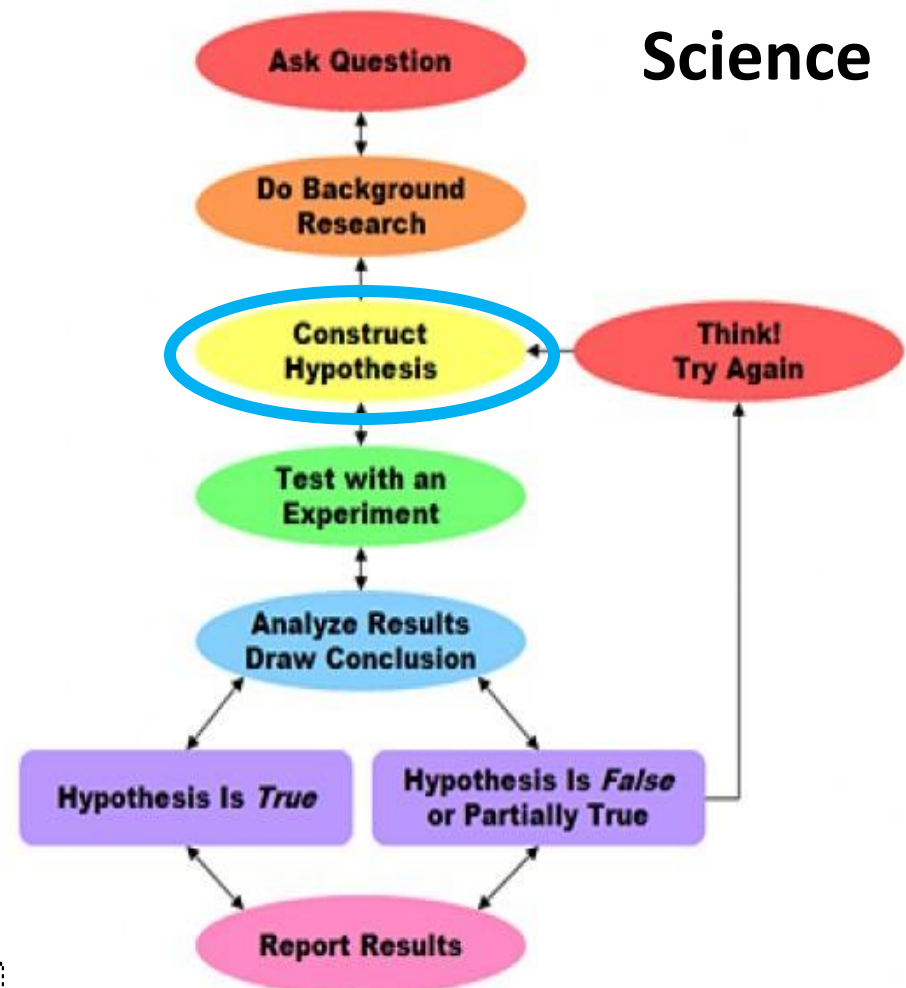 Science
Ask Question
Do Background
Research
Construct
Hypothesis
Think!
Try Again
Test with an
Experiment
Analyze Results
Draw Conclusion
Hypothesis Is True
Hypothesis Is False
or Partially True
Report Results